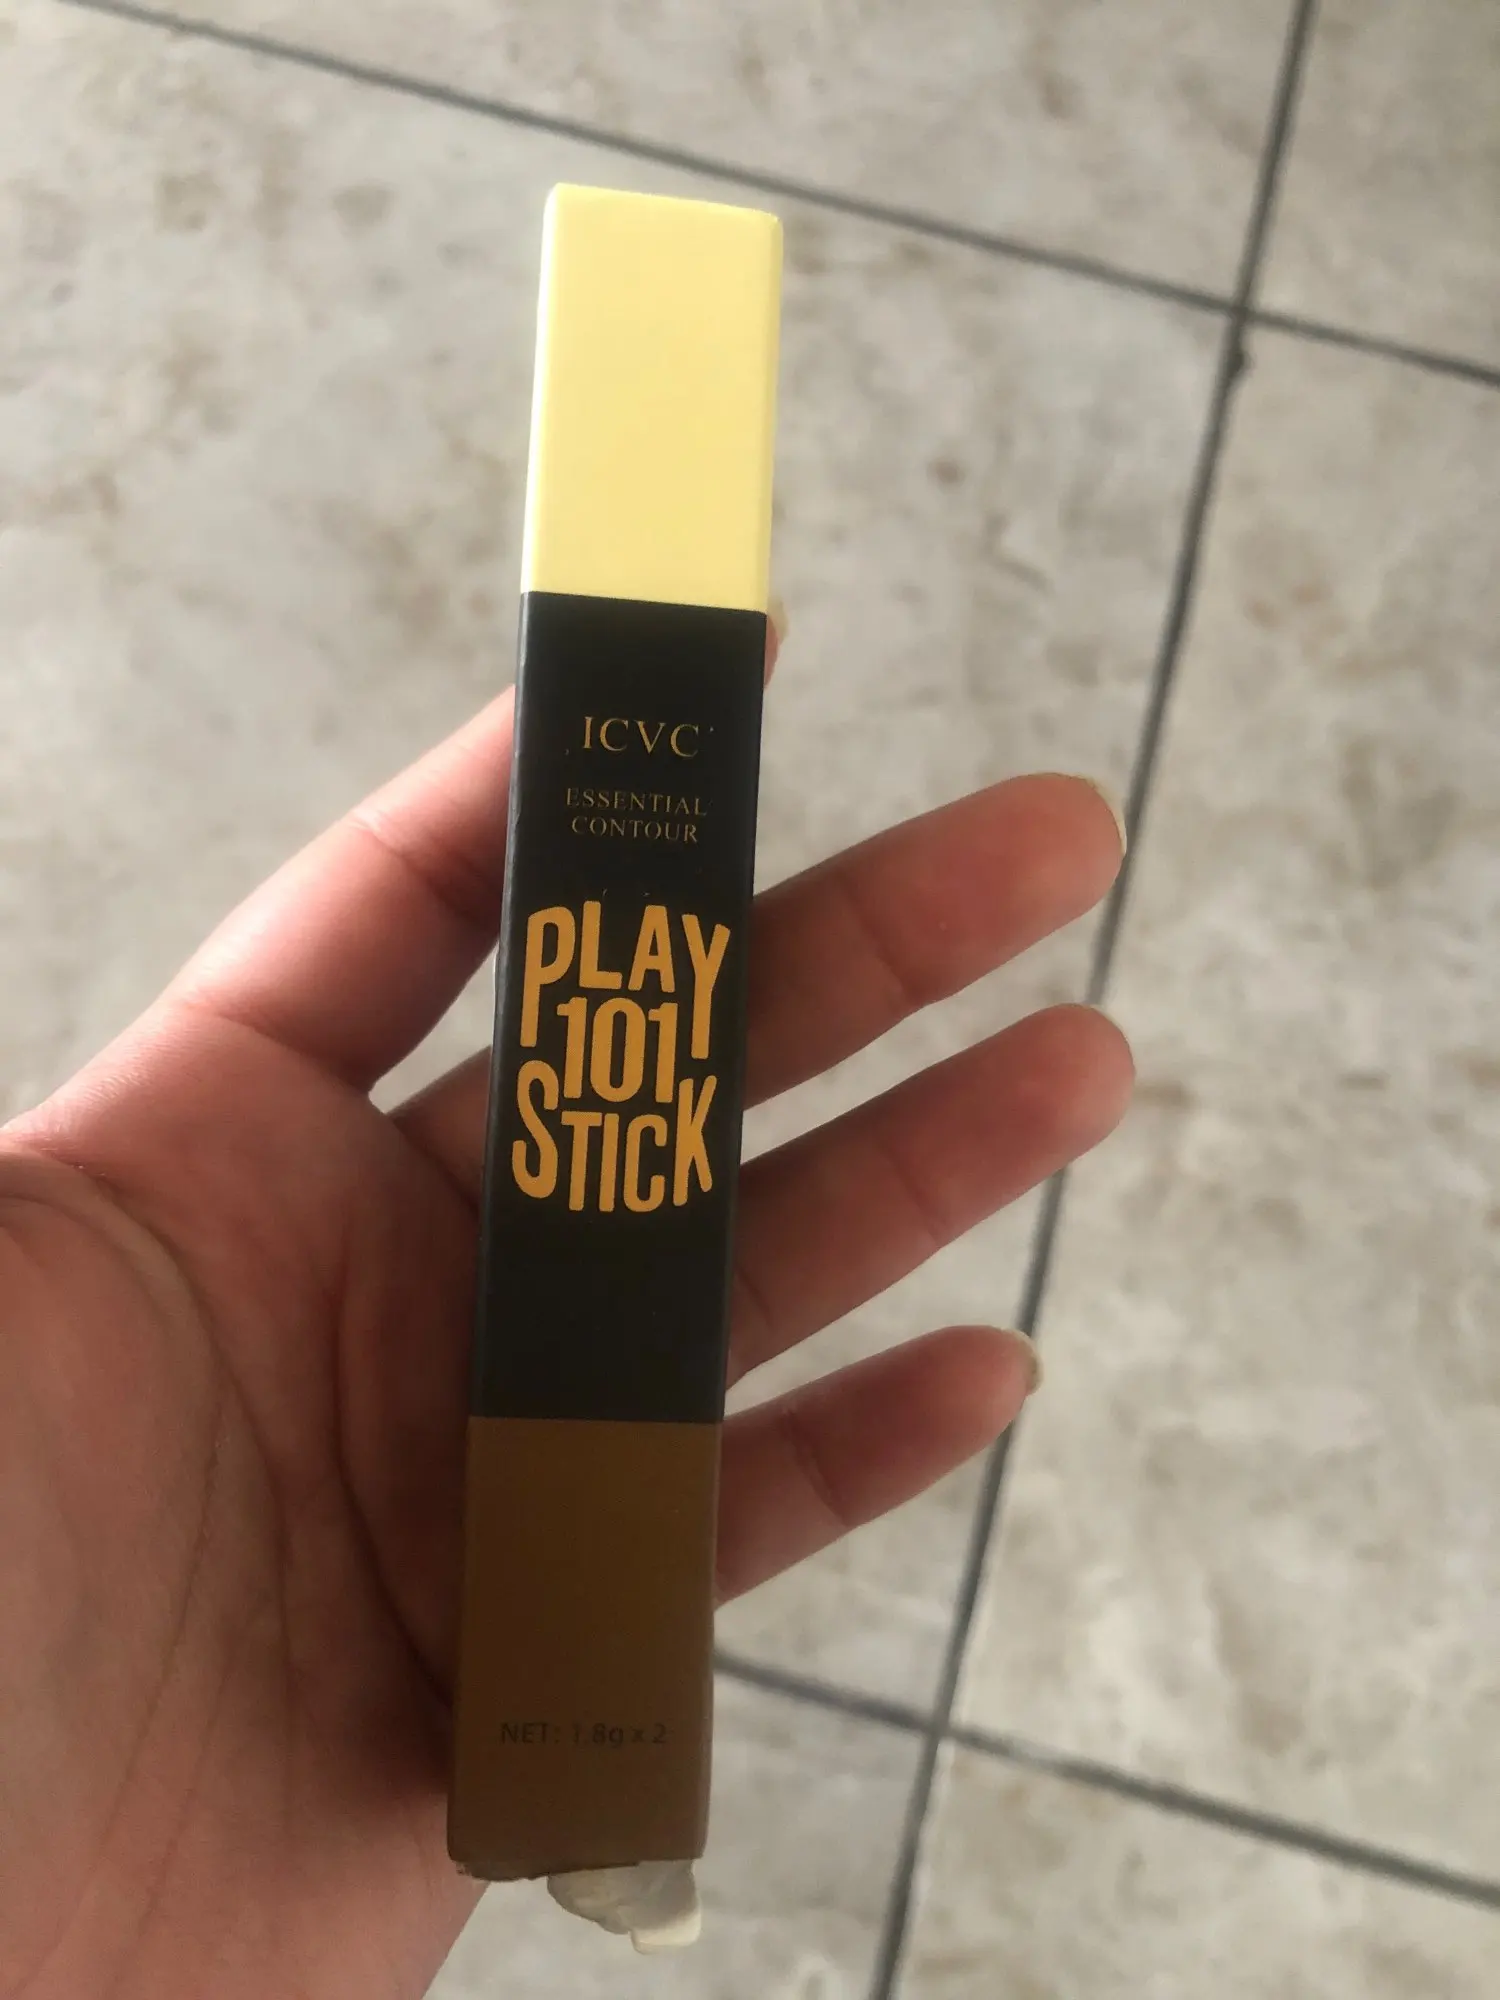 ICVC
ESSENTIAL
CONTOUR
PLAY
101
STICK
NET: 1.8g x 2